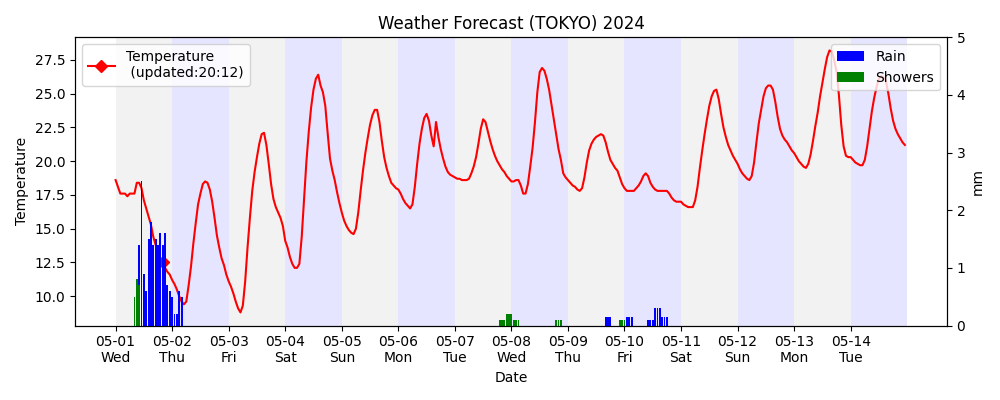 Weather Forecast (TOKYO) 2024
Temperature
(updated:20:12)
Rain
Showers
27.5
25.0
22.5
20.0
17.5
15.0
12.5
10.0
Temperature
5
4
3
2
1
0
mm
05-01 05-02 05-03 05-04 05-05 05-06 05-07 05-08 05-09 05-10 05-11 05-12 05-13 05-14
Wed Thu Fri Sat Sun Mon Tue Wed Thu Fri Sat Sun Mon Tue
Date